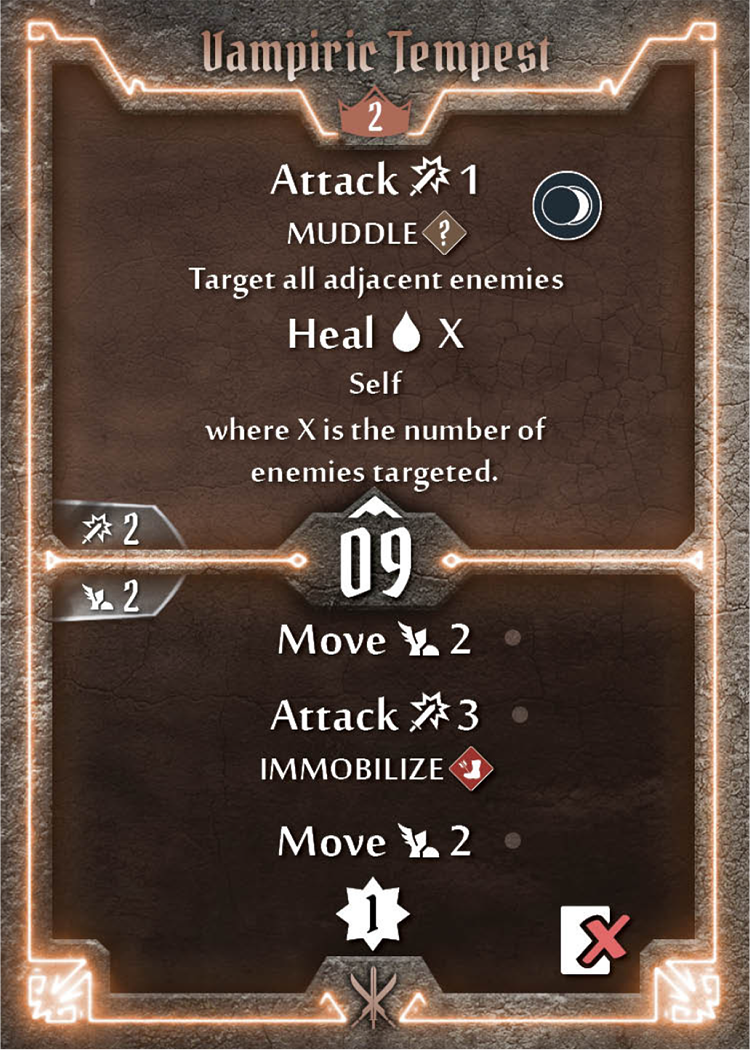 Vampiric Tempest
2
Attack 1
MUDDLE ?
Target all adjacent enemies
Heal X
Self
where X is the number of
enemies targeted.
2
09
2
Move 2
Attack 3
IMMOBILIZE
Move 2
1